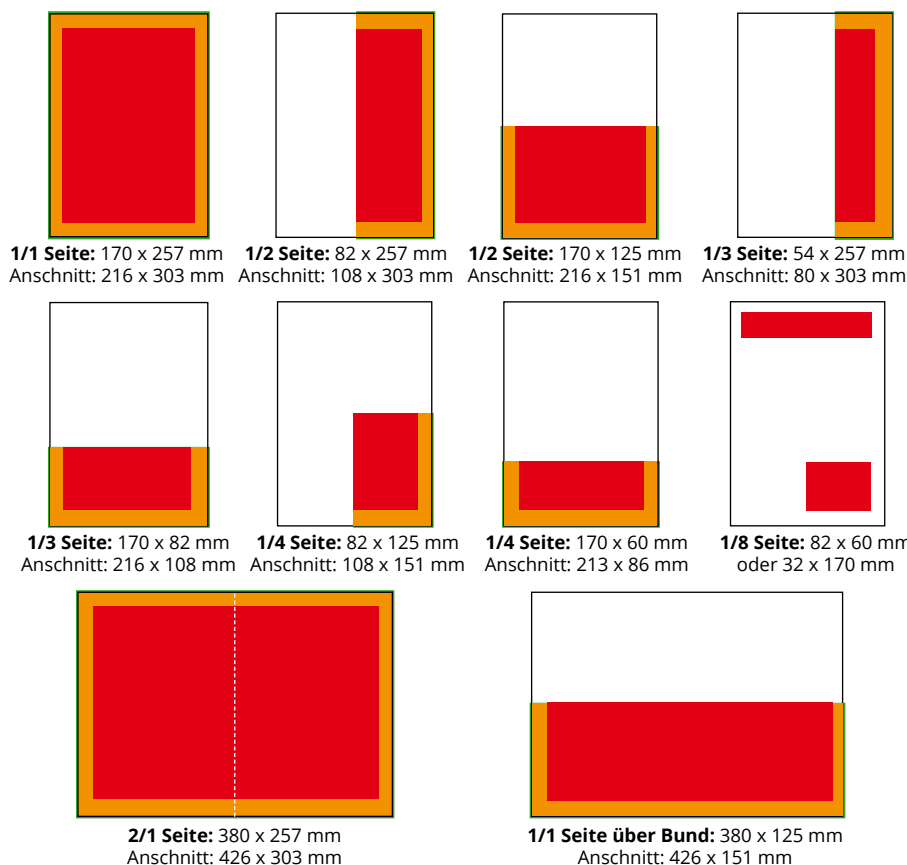 1/1 Seite: 170 x 257 mm
Anschnitt: 216 x 303 mm
1/2 Seite: 82 x 257 mm
Anschnitt: 108 x 303 mm
1/2 Seite: 170 x 125 mm
Anschnitt: 216 x 151 mm
1/3 Seite: 54 x 257 mm
Anschnitt: 80 x 303 mm
1/3 Seite: 170 x 82 mm
Anschnitt: 216 x 108 mm
1/4 Seite: 82 x 125 mm
Anschnitt: 108 x 151 mm
1/4 Seite: 170 x 60 mm
Anschnitt: 213 x 86 mm
1/8 Seite: 82 x 60 mm
oder 32 x 170 mm
2/1 Seite: 380 x 257 mm
Anschnitt: 426 x 303 mm
1/1 Seite über Bund: 380 x 125 mm
Anschnitt: 426 x 151 mm